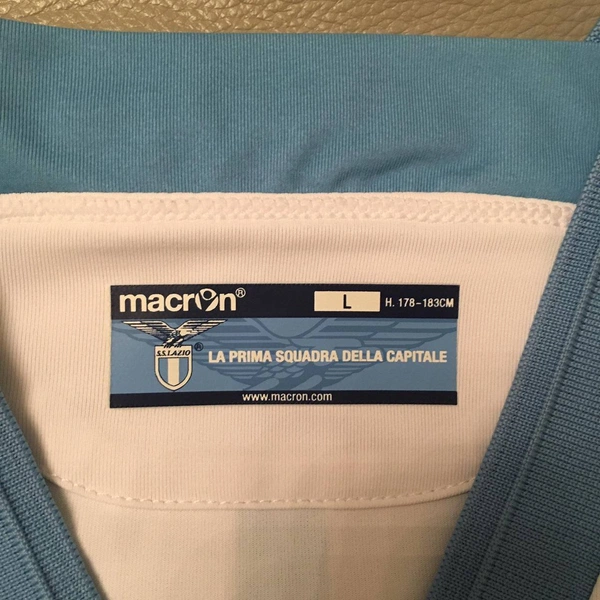 macron®
L
H. 178-183CM
S.S.LAZIO
®
LA PRIMA SQUADRA DELLA CAPITALE
www.macron.com